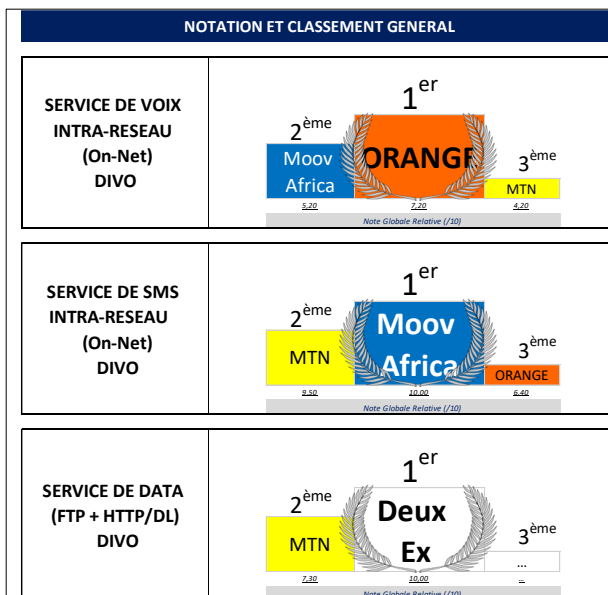 NOTATION ET CLASSEMENT GENERAL
SERVICE DE VOIX
INTRA-RESEAU
(On-Net)
DIVO
1er
2ème
3ème
Moov
Africa
ORANGE
MTN
5,20
7,20
4,20
Note Globale Relative (/10)
SERVICE DE SMS
INTRA-RESEAU
(On-Net)
DIVO
1er
2ème
3ème
MTN
Moov
Africa
ORANGE
9,50
10,00
6,40
Note Globale Relative (/10)
SERVICE DE DATA
(FTP + HTTP/DL)
DIVO
1er
2ème
3ème
MTN
Deux
Ex
...
7,30
10,00
...
Note Globale Relative (/10)